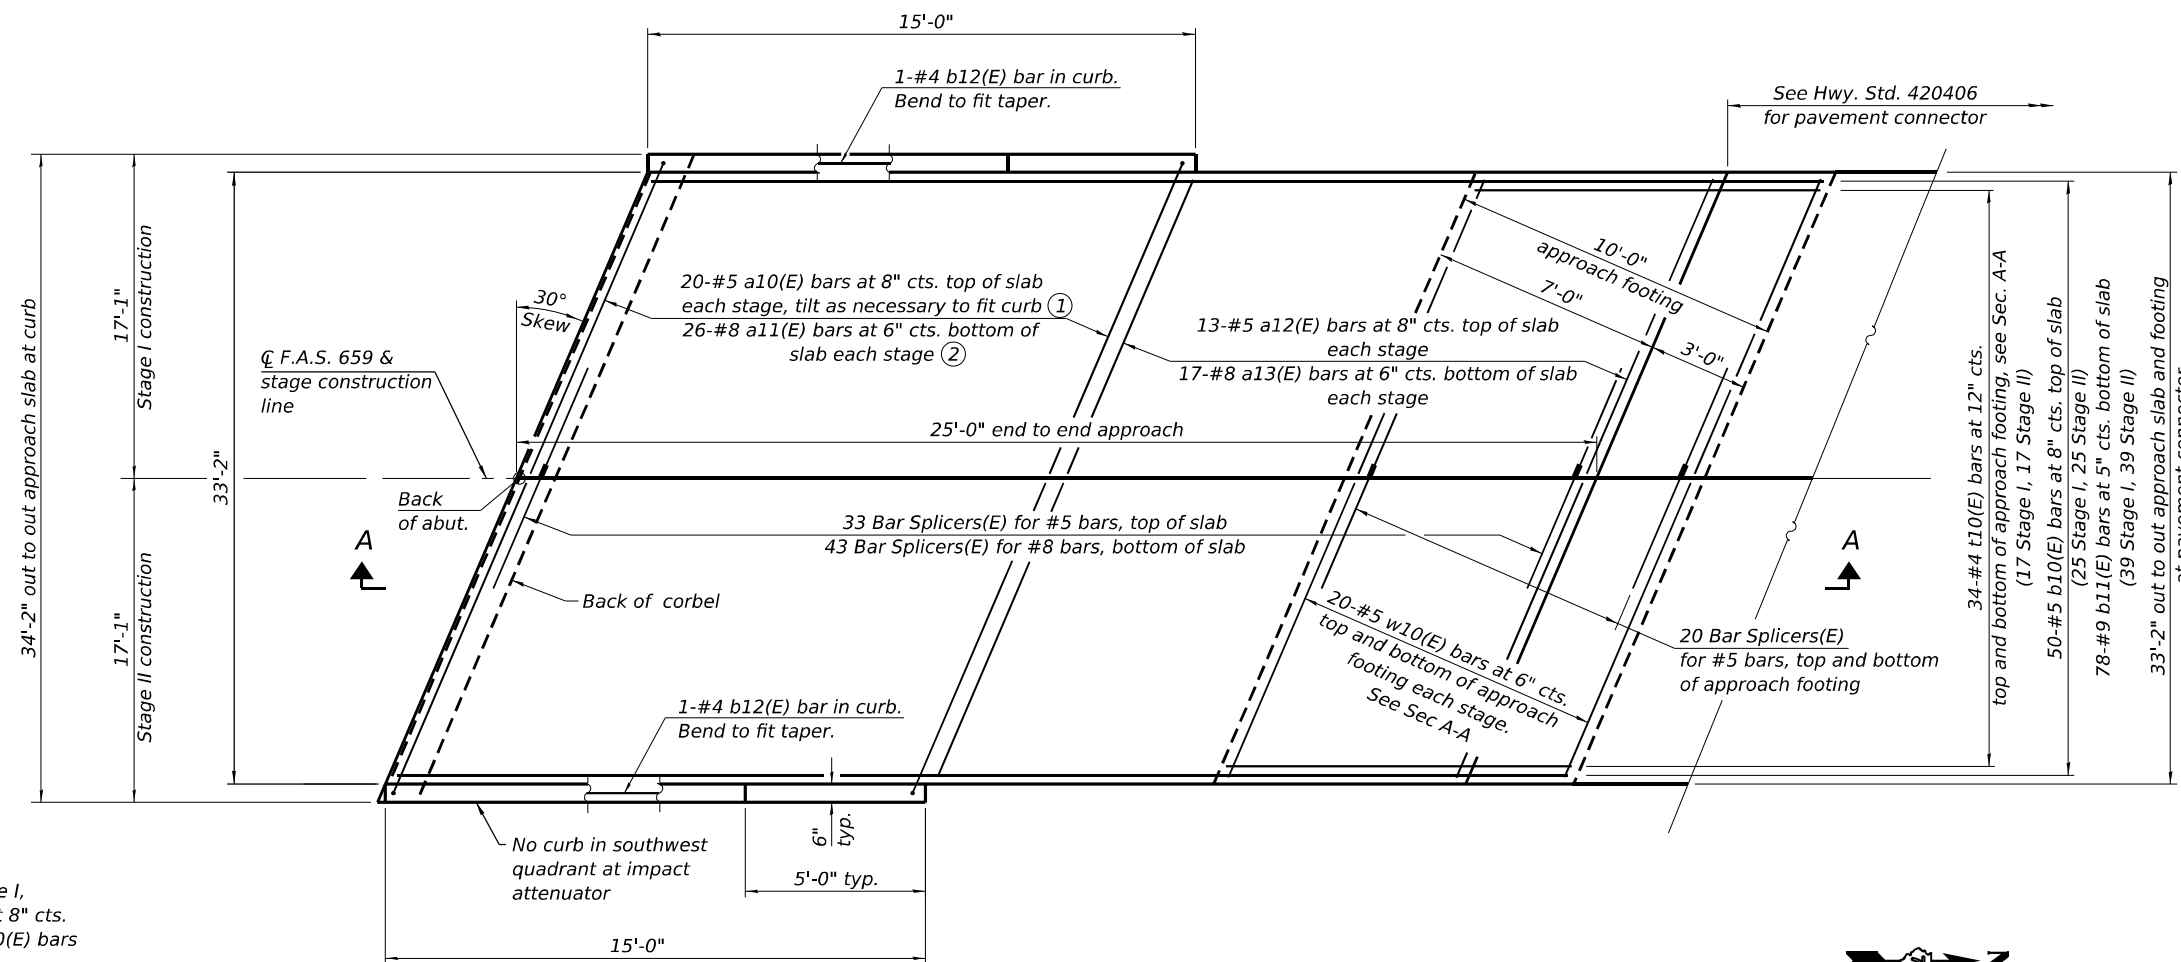 15'-0"
1-#4 b12(E) bar in curb.
Bend to fit taper.
See Hwy. Std. 420406
for pavement connector
34'-2" out to out approach slab at curb
17'-1"
Stage I construction
17'-1"
Stage II construction
33'-2"
30°
Skew
℄ F.A.S. 659 &
stage construction
line
20-#5 a10(E) bars at 8" cts. top of slab
each stage, tilt as necessary to fit curb 1
26-#8 a11(E) bars at 6" cts. bottom of
slab each stage 2
10'-0"
approach footing
7'-0"
3'-0"
13-#5 a12(E) bars at 8" cts. top of slab
each stage
17-#8 a13(E) bars at 6" cts. bottom of slab
each stage
25'-0" end to end approach
Back
of abut.
A
A
33 Bar Splicers(E) for #5 bars, top of slab
43 Bar Splicers(E) for #8 bars, bottom of slab
Back of corbel
20-#5 w10(E) bars at 6" cts.
top and bottom of approach
footing each stage.
See Sec A-A
20 Bar Splicers(E)
for #5 bars, top and bottom
of approach footing
34-#4 t10(E) bars at 12" cts.
top and bottom of approach footing, see Sec. A-A
(17 Stage I, 17 Stage II)
50-#5 b10(E) bars at 8" cts. top of slab
(25 Stage I, 25 Stage II)
78-#9 b11(E) bars at 5" cts. bottom of slab
(39 Stage I, 39 Stage II)
33'-2" out to out approach slab and footing
at pavement connector
1-#4 b12(E) bar in curb.
Bend to fit taper.
No curb in southwest
quadrant at impact
attenuator
6"
typ.
5'-0" typ.
15'-0"
e I,
t 8" cts.
0(E) bars